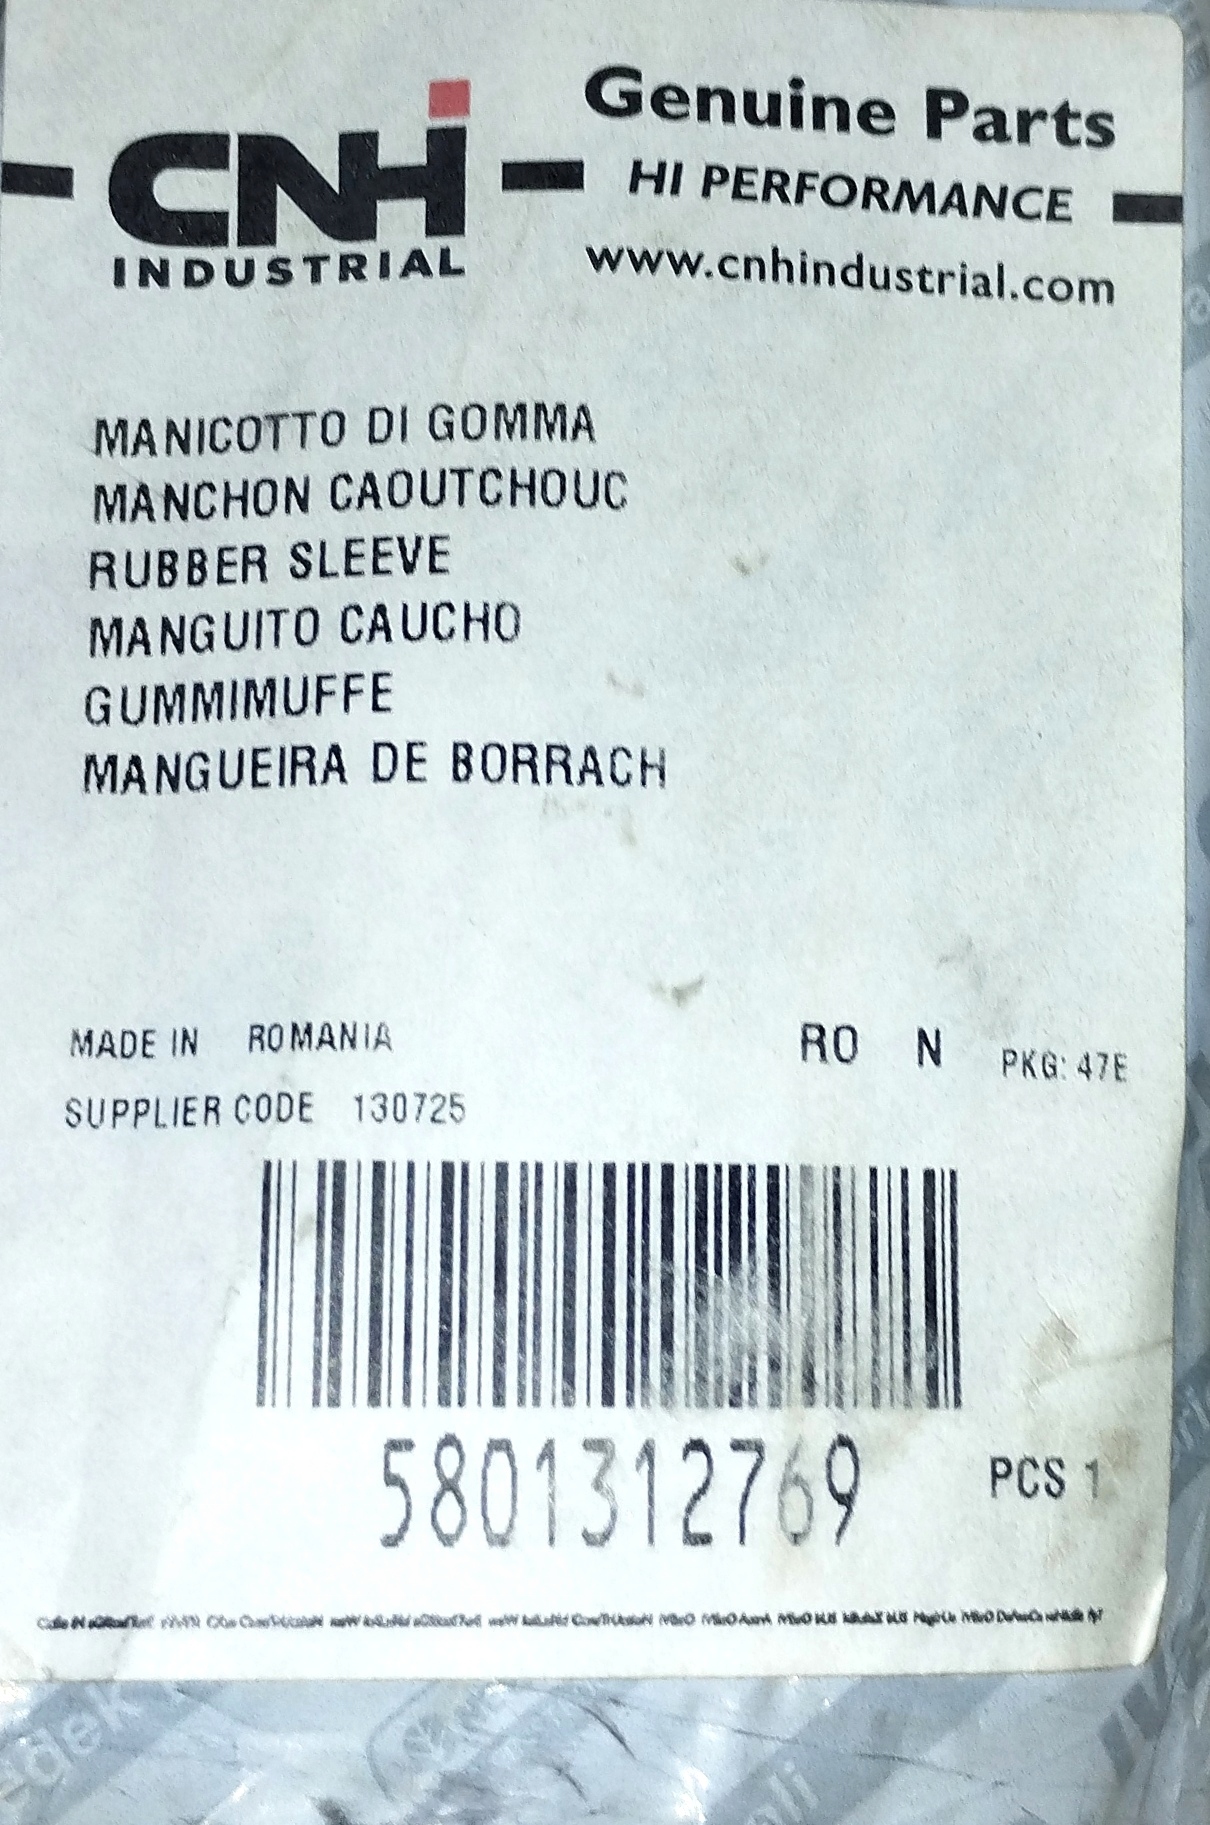 CNH
INDUSTRIAL
Genuine Parts
HI PERFORMANCE
www.cnhindustrial.com
MANICOTTO DI GOMMA
MANCHON CAOUTCHOUC
RUBBER SLEEVE
MANGUITO CAUCHO
GUMMIMUFFE
MANGUEIRA DE BORRACH
MADE IN ROMANIA
RO N PKG: 47E
SUPPLIER CODE 130725
5801312769
PCS 1